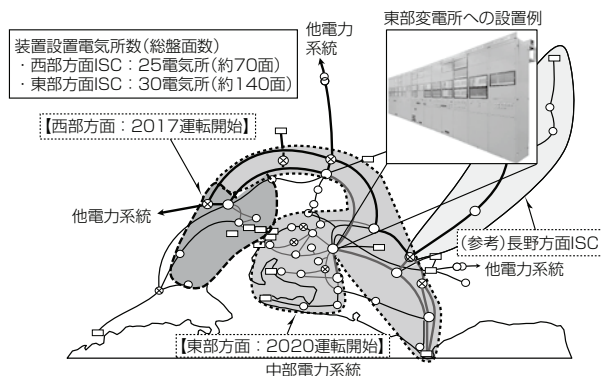 装置設置電気所数(総盤面数)
・西部方面ISC：25電気所(約70面)
・東部方面ISC：30電気所(約140面)
他電力
系統
東部変電所への設置例
【西部方面：2017運転開始】
他電力系統
(参考)長野方面ISC
他電力系統
【東部方面：2020運転開始】
中部電力系統